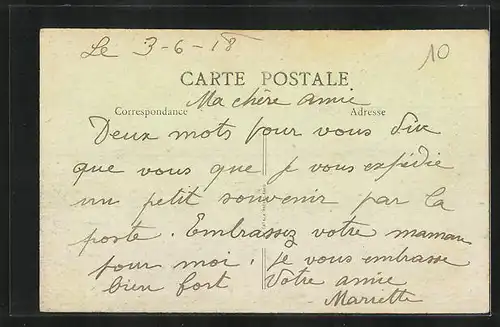 Le 3-6-18
10
CARTE POSTALE
Ma chère amie
Correspondance Adresse
Deux mots pour vous dire
que vous que je vous expédie
un petit souvenir par la
poste. Embrassez votre maman
pour moi, je vous embrasse
bien fort Votre amie
Mariette